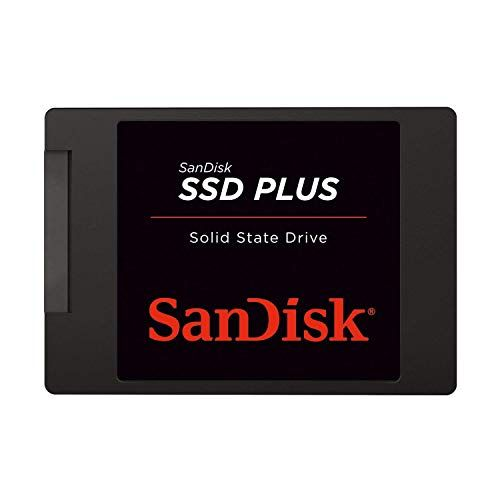 SanDisk
SSD PLUS
Solid State Drive
SanDisk®